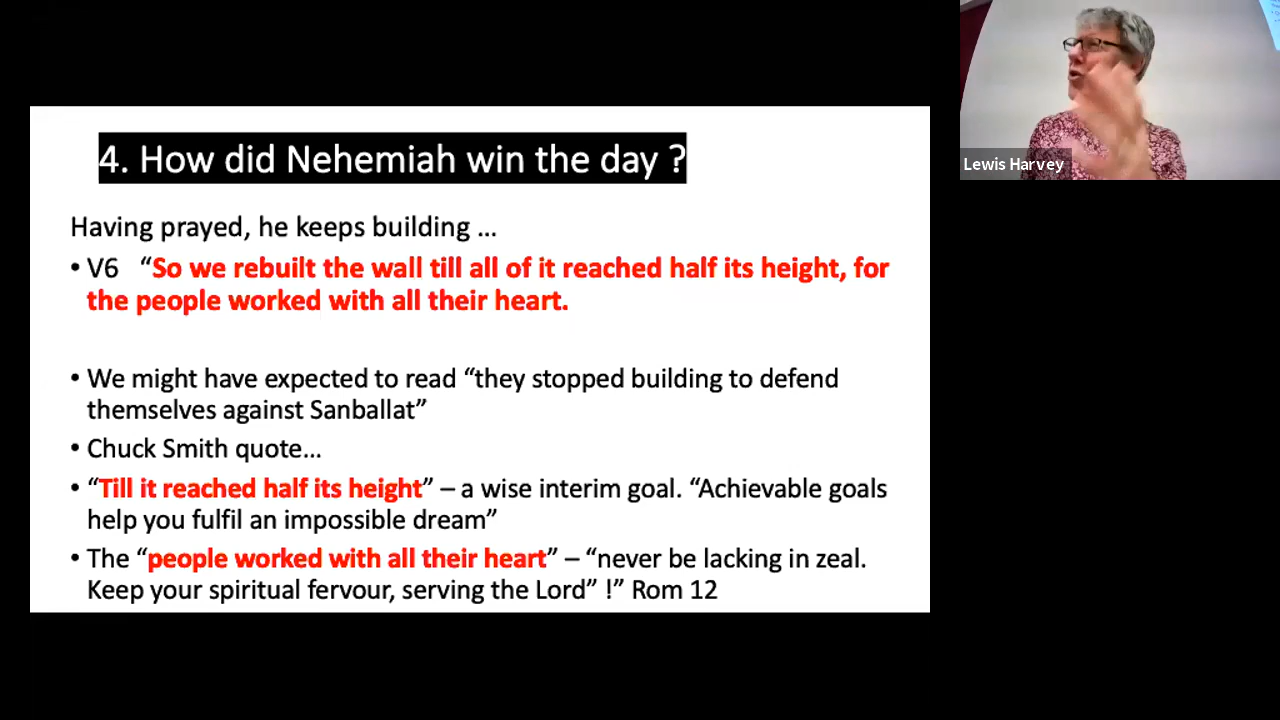 4. How did Nehemiah win the day ?
Having prayed, he keeps building ...
• V6 “So we rebuilt the wall till all of it reached half its height, for
the people worked with all their heart.
• We might have expected to read “they stopped building to defend
themselves against Sanballat”
• Chuck Smith quote...
• “Till it reached half its height” – a wise interim goal. “Achievable goals
help you fulfil an impossible dream”
• The “people worked with all their heart” – “never be lacking in zeal.
Keep your spiritual fervour, serving the Lord” !” Rom 12
Lewis Harvey